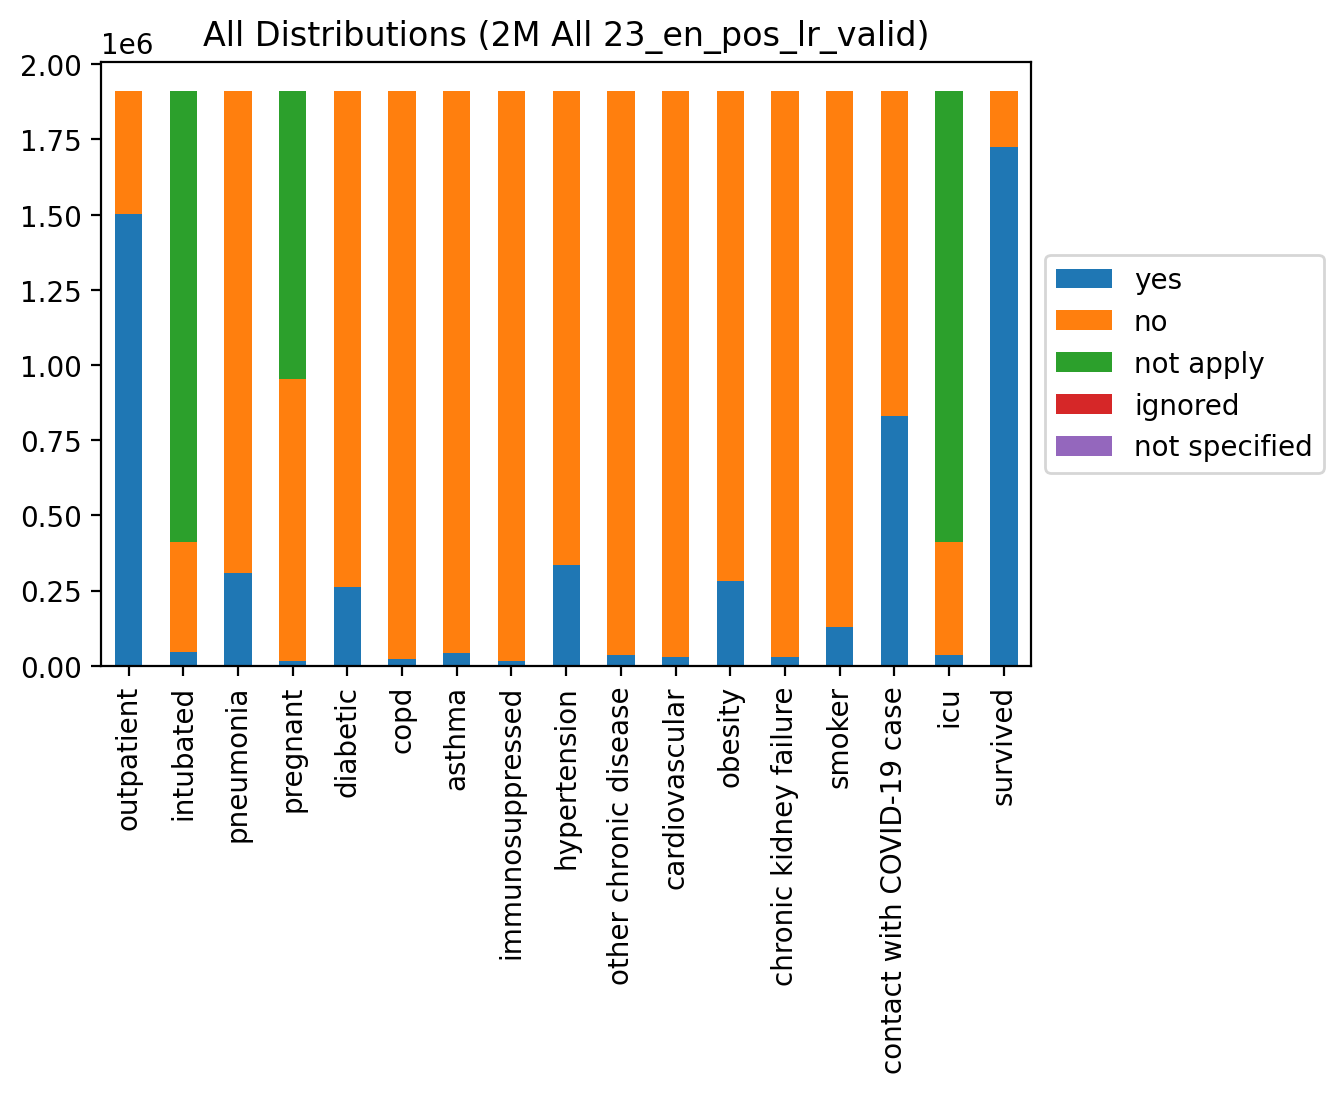 All Distributions (2M All 23_en_pos_lr_valid)
1e6
2.00
1.75
1.50
1.25
1.00
0.75
0.50
0.25
0.00
yes
no
not apply
ignored
not specified
outpatient
intubated
pneumonia
pregnant
diabetic
copd
asthma
immunosuppressed
hypertension
other chronic disease
cardiovascular
obesity
chronic kidney failure
smoker
contact with COVID-19 case
icu
survived